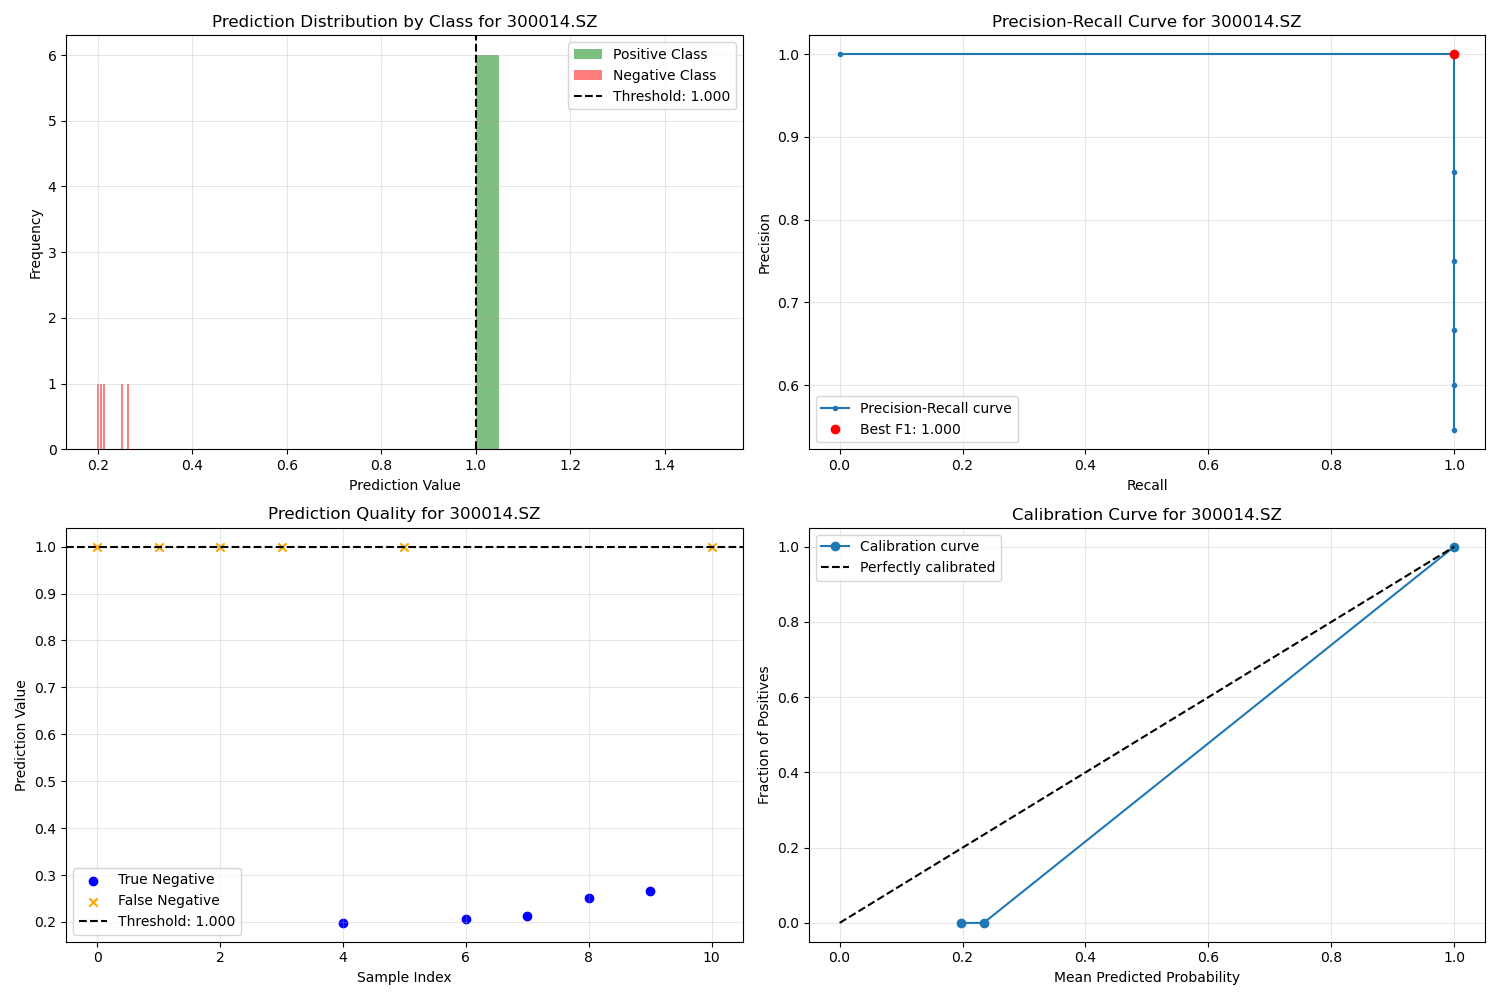 Prediction Distribution by Class for 300014.SZ
Frequency
6
5
4
3
2
1
0
Positive Class
Negative Class
Threshold: 1.000
0.2 0.4 0.6 0.8 1.0 1.2 1.4
Prediction Value
Precision-Recall Curve for 300014.SZ
Precision
1.0
0.9
0.8
0.7
0.6
Precision-Recall curve
Best F1: 1.000
0.0 0.2 0.4 0.6 0.8 1.0
Recall
Prediction Quality for 300014.SZ
Prediction Value
1.0
0.9
0.8
0.7
0.6
0.5
0.4
0.3
0.2
True Negative
False Negative
Threshold: 1.000
0 2 4 6 8 10
Sample Index
Calibration Curve for 300014.SZ
Fraction of Positives
1.0
0.8
0.6
0.4
0.2
0.0
Calibration curve
Perfectly calibrated
0.0 0.2 0.4 0.6 0.8 1.0
Mean Predicted Probability